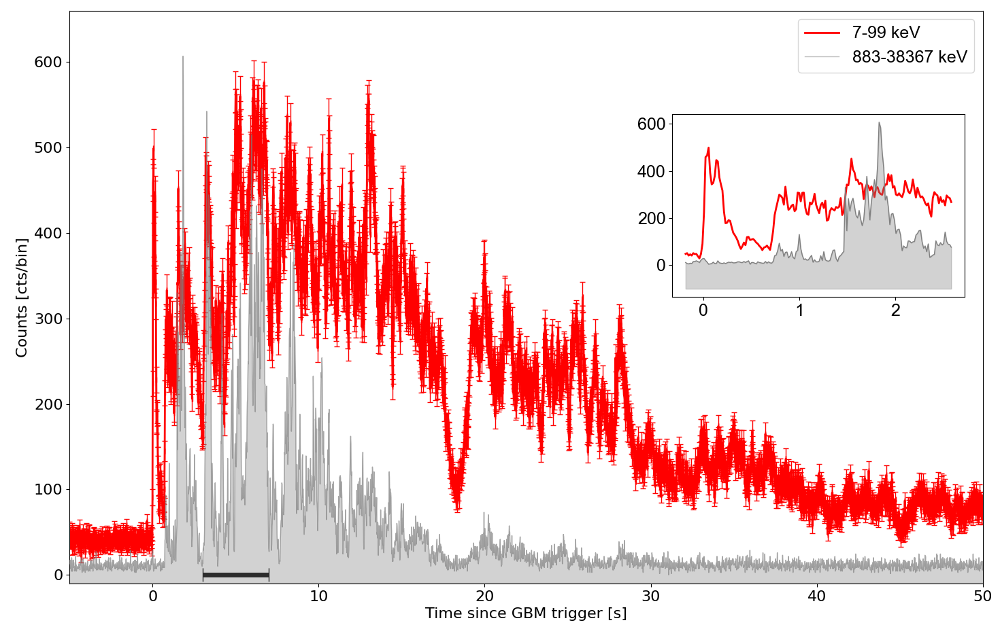 7-99 keV
883-38367 keV
600
500
400
300
200
100
0
Counts [cts/bin]
600
400
200
0
0 1 2
0 10 20 30 40 50
Time since GBM trigger [s]